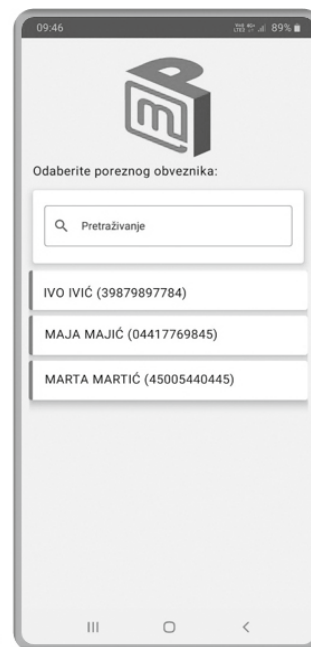 09:46 89%
Odaberite poreznog obveznika:
Pretraživanje
IVO IVIĆ (39879897784)
MAJA MAJIĆ (04417769845)
MARTA MARTIĆ (45005440445)